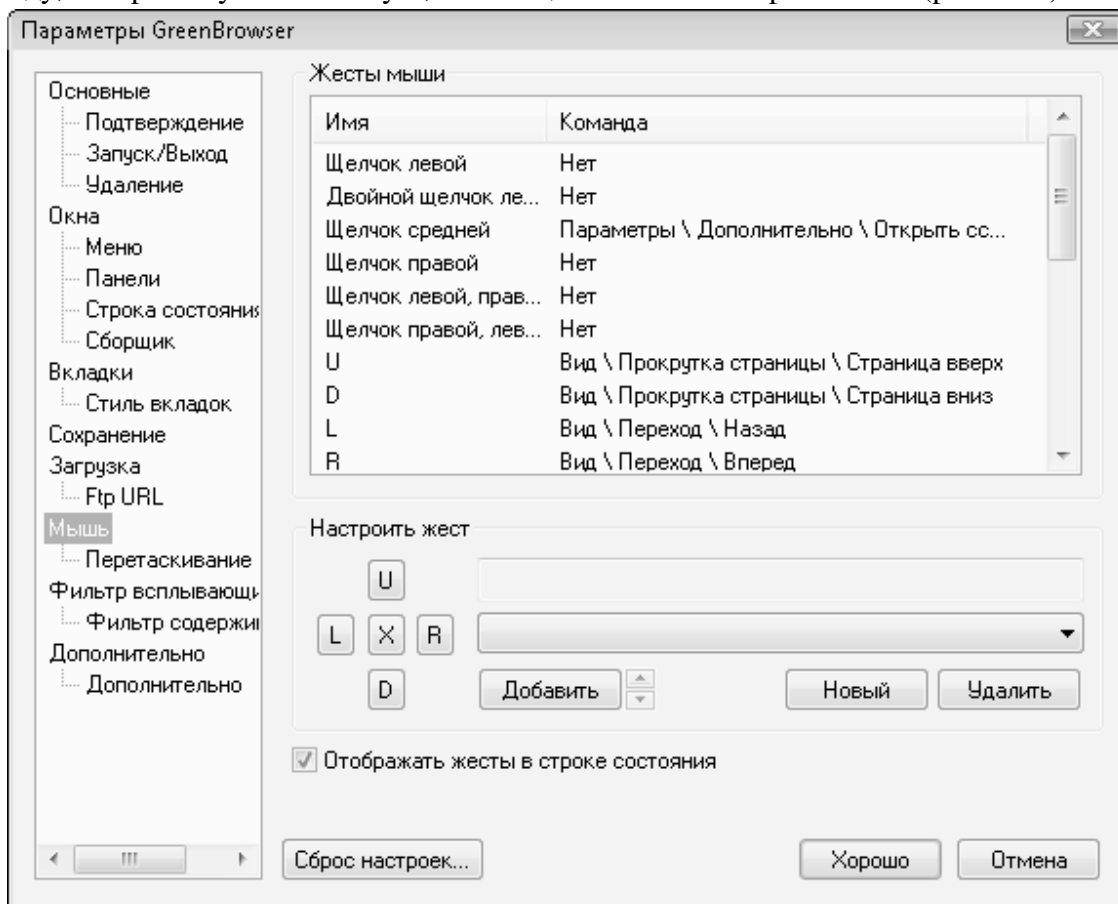 Параметры GreenBrowser
Основные
Подтверждение
Запуск/Выход
Удаление
Окна
Меню
Панели
Строка состояния
Сборщик
Вкладки
Стиль вкладок
Сохранение
Загрузка
Ftp URL
Мышь
Перетаскивание
Фильтр всплывающи
Фильтр содержи
Дополнительно
Дополнительно
Жесты мыши
Имя Команда
Щелчок левой Нет
Двойной щелчок ле... Нет
Щелчок средней Параметры \ Дополнительно \ Открыть сс...
Щелчок правой Нет
Щелчок левой, прав... Нет
Щелчок правой, лев... Нет
U Вид \ Прокрутка страницы \ Страница вверх
D Вид \ Прокрутка страницы \ Страница вниз
L Вид \ Переход \ Назад
R Вид \ Переход \ Вперед
Настроить жест
U
L X R
D Добавить Новый Удалить
Отображать жесты в строке состояния
Сброс настроек... Хорошо Отмена